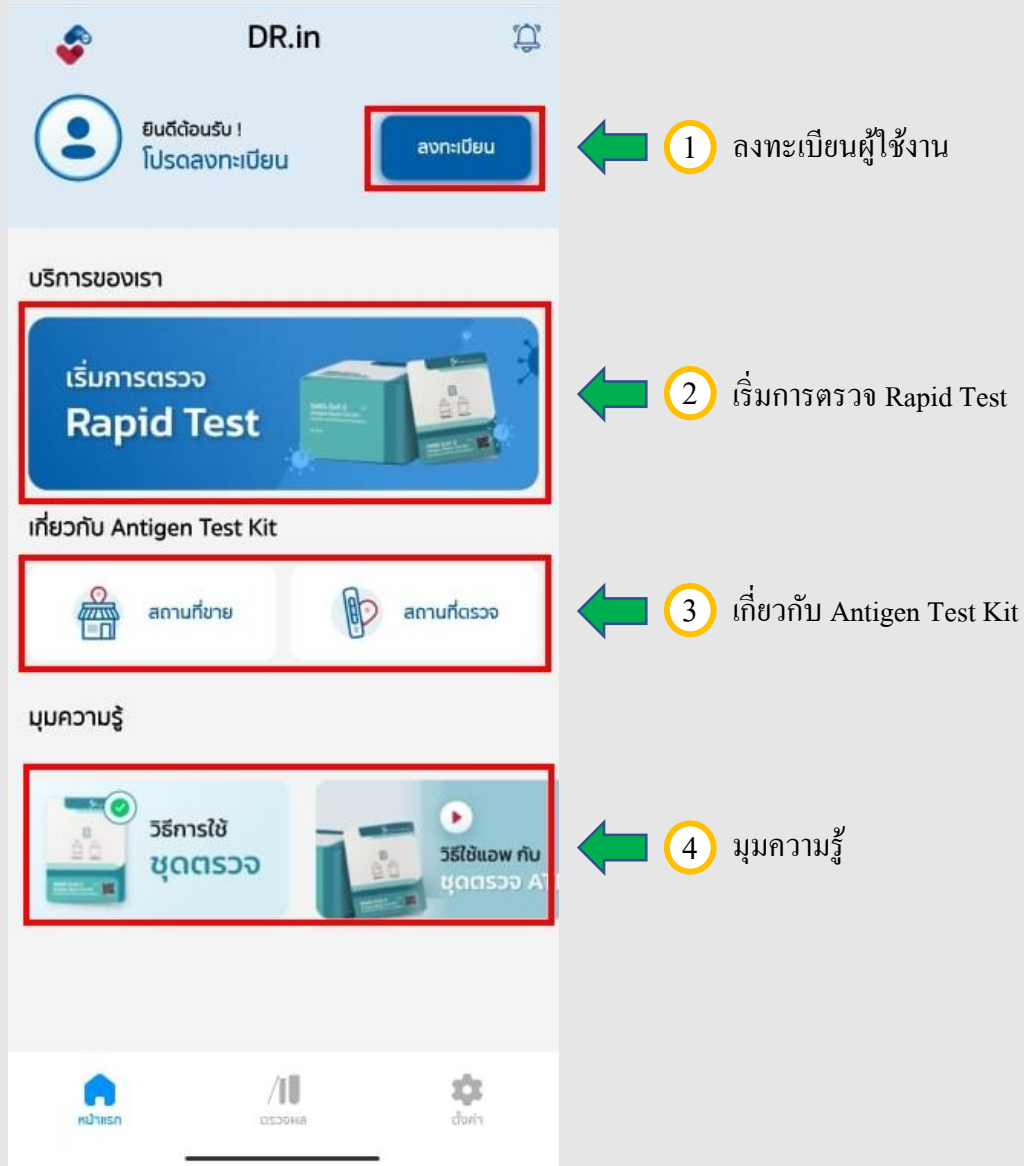 DR.in
ยินดีต้อนรับ !
โปรดลงทะเบียน
ลงทะเบียน
1 ลงทะเบียนผู้ใช้งาน
บริการของเรา
เริ่มการตรวจ
Rapid Test
2 เริ่มการตรวจ Rapid Test
เกี่ยวกับ Antigen Test Kit
สถานที่ขาย
สถานที่ตรวจ
3 เกี่ยวกับ Antigen Test Kit
มุมความรู้
วิธีการใช้
ชุดตรวจ
วิธีใช้แอพ กับ
ชุดตรวจ AT
4 มุมความรู้
หน้าแรก
ตรวจผล
ตั้งค่า